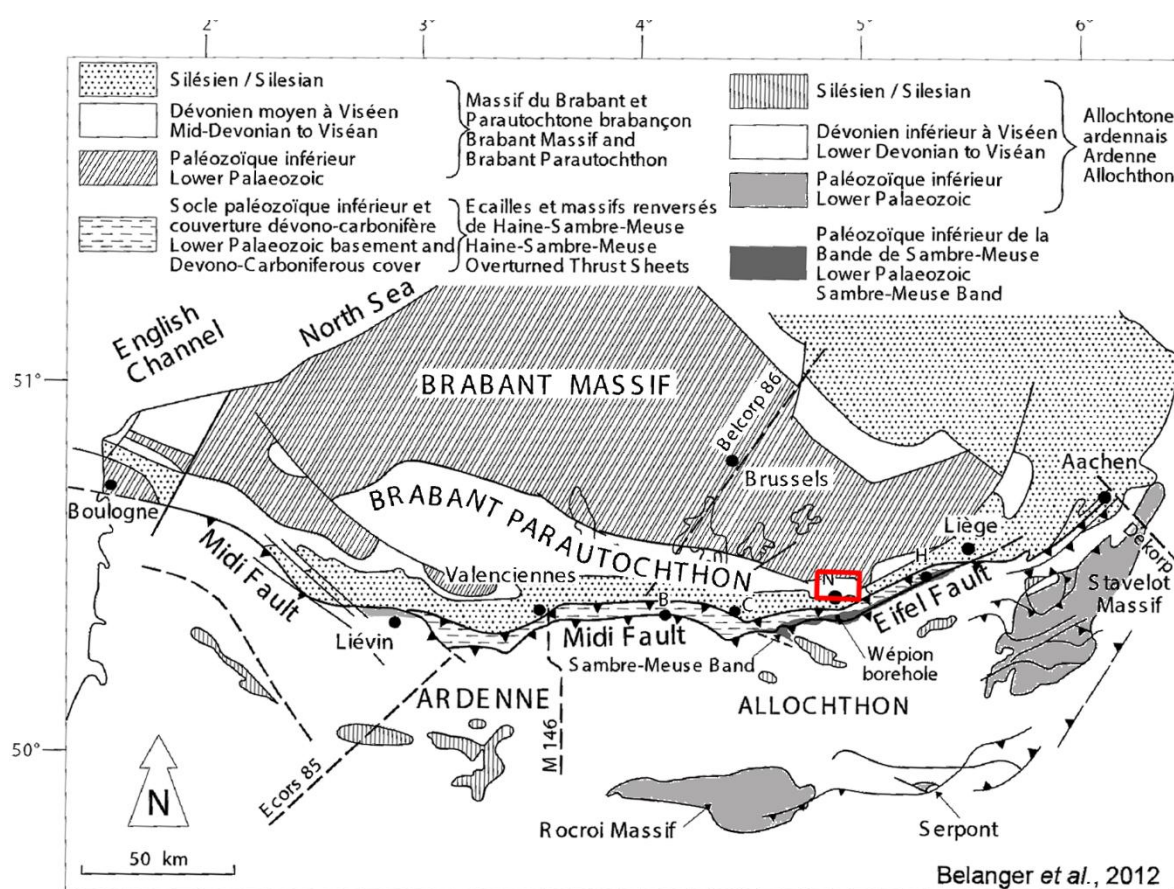 2° 3° 4° 5° 6°
Silésien / Silesian
Dévonien moyen à Viséen
Mid-Devonian to Viséan
Paléozoïque inférieur
Lower Palaeozoic
Massif du Brabant et
Parautochtone brabançon
Brabant Massif and
Brabant Parautochthon
Socle paléozoïque inférieur et
couverture dévono-carbonifère
Lower Palaeozoic basement and
Devono-Carboniferous cover
Ecailles et massifs renversés
de Haine-Sambre-Meuse
Haine-Sambre-Meuse
Overturned Thrust Sheets
Silésien / Silesian
Dévonien inférieur à Viséen
Lower Devonian to Viséan
Paléozoïque inférieur
Lower Palaeozoic
Allochtone
ardennais
Ardenne
Allochthon
Paléozoïque inférieur de la
Bande de Sambre-Meuse
Lower Palaeozoic
Sambre-Meuse Band
English
Channel
North Sea
51°
BRABANT MASSIF
Belcorp 86
Brussels
Aachen
BRABANT PARAUTOCHTHON
Boulogne
Liège
Dekorp
Midi Fault
Valenciennes
N
H
Eifel Fault
Stavelot
Massif
B
C
Liévin
Midi Fault
Sambre-Meuse Band
Wépion
borehole
ARDENNE
ALLOCHTHON
50°
M 146
Ecors 85
N
Rocroi Massif
Serpont
50 km
Belanger et al., 2012